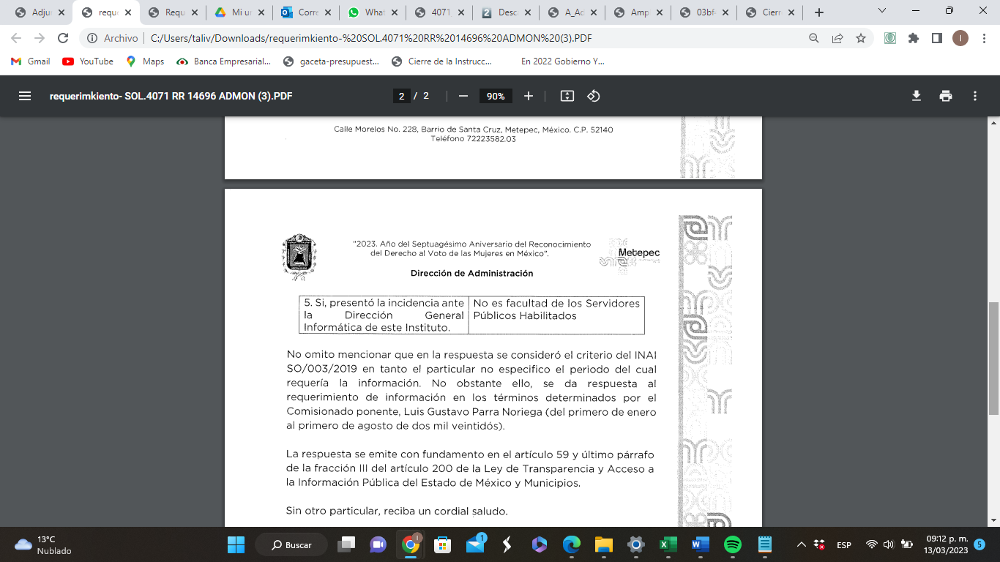 Adju
reque
Requ
Mi u
Corre
What
4071
Desc
A_Ac
Amp
03bf
Cierr
Archivo
C:/Users/taliv/Downloads/requerimkiento-%20SOL.4071%20RR%2014696%20ADMON%20(3).PDF
I
Gmail
YouTube
Maps
Banca Empresarial...
gaceta-presupuest...
Cierre de la Instrucc...
En 2022 Gobierno Y...
requerimkiento- SOL.4071 RR 14696 ADMON (3).PDF
2 / 2
90%
Calle Morelos No. 228, Barrio de Santa Cruz, Metepec, México. C.P. 52140
Teléfono 72223582.03
"2023. Año del Septuagésimo Aniversario del Reconocimiento
del Derecho al Voto de las Mujeres en México".
Metepec
Dirección de Administración
5. Si, presentó la incidencia ante
la Dirección General
Informática de este Instituto.
No es facultad de los Servidores
Públicos Habilitados
No omito mencionar que en la respuesta se consideró el criterio del INAI
SO/003/2019 en tanto el particular no especifico el periodo del cual
requería la información. No obstante ello, se da respuesta al
requerimiento de información en los términos determinados por el
Comisionado ponente, Luis Gustavo Parra Noriega (del primero de enero
al primero de agosto de dos mil veintidós).
La respuesta se emite con fundamento en el artículo 59 y último párrafo
de la fracción III del artículo 200 de la Ley de Transparencia y Acceso a
la Información Pública del Estado de México y Municipios.
Sin otro particular, reciba un cordial saludo.
13°C
Nublado
Buscar
1
ESP
09:12 p. m.
13/03/2023
5